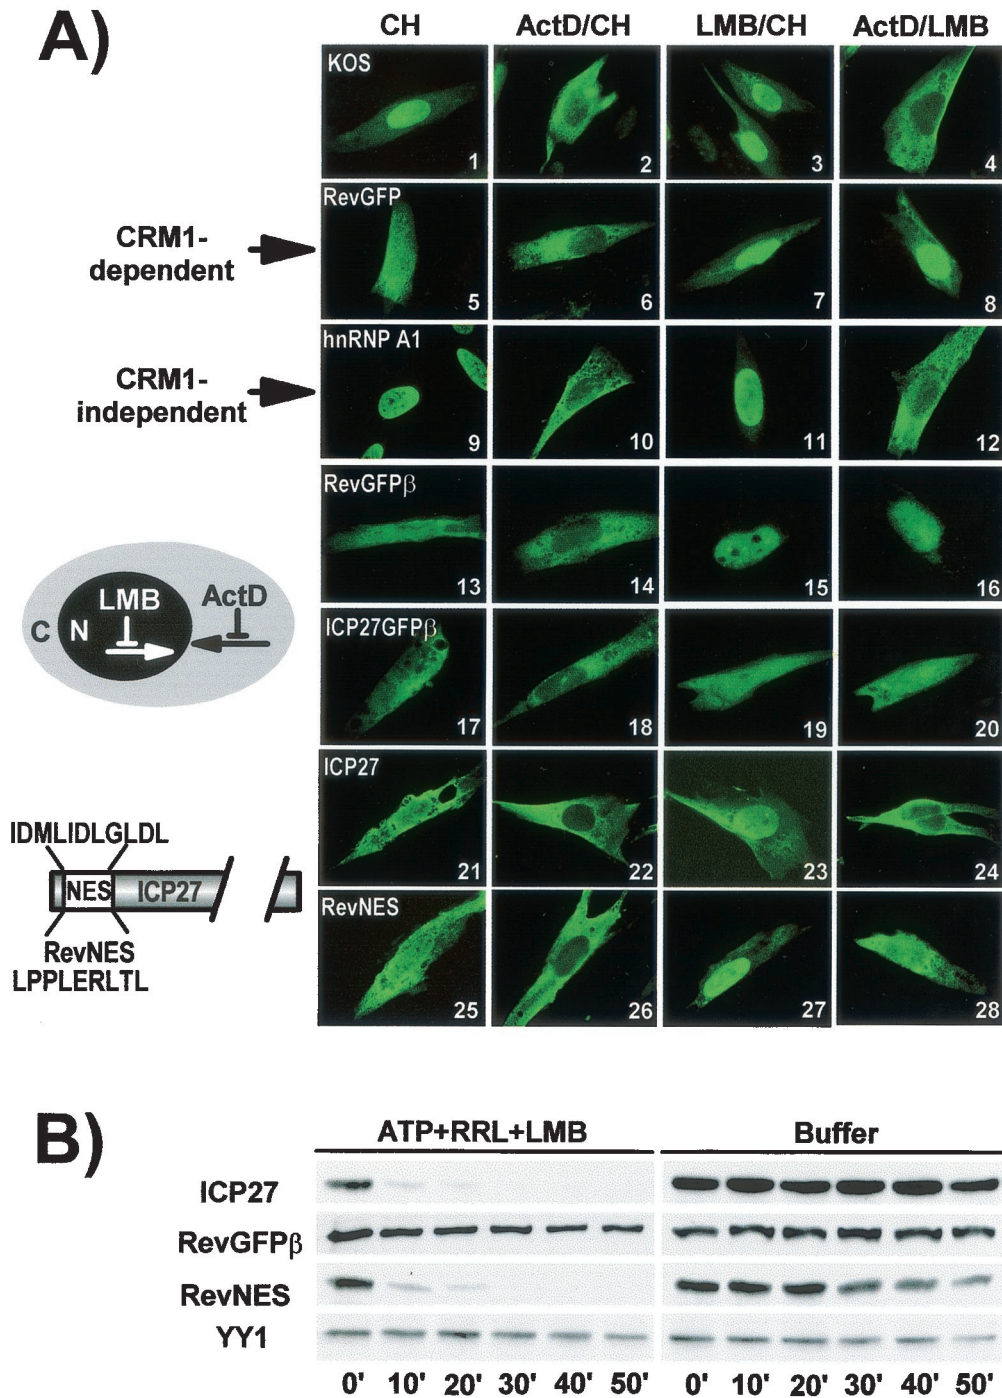 A)
CH ActD/CH LMB/CH ActD/LMB
KOS
1 2 3 4
RevGFP
CRM1-
dependent
5 6 7 8
hnRNP A1
CRM1-
independent
9 10 11 12
RevGFPβ
13 14 15 16
LMB ActD
C N
ICP27GFPβ
17 18 19 20
ICP27
21 22 23 24
IDMLIDLGLDL
NES ICP27
RevNES
LPPLERLTL
RevNES
25 26 27 28
B)
ATP+RRL+LMB Buffer
ICP27
RevGFPβ
RevNES
YY1
0' 10' 20' 30' 40' 50' 0' 10' 20' 30' 40' 50'